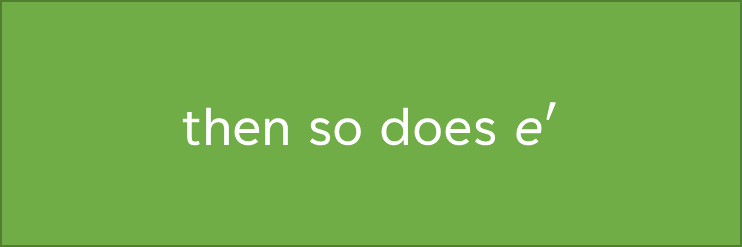 then so does e′